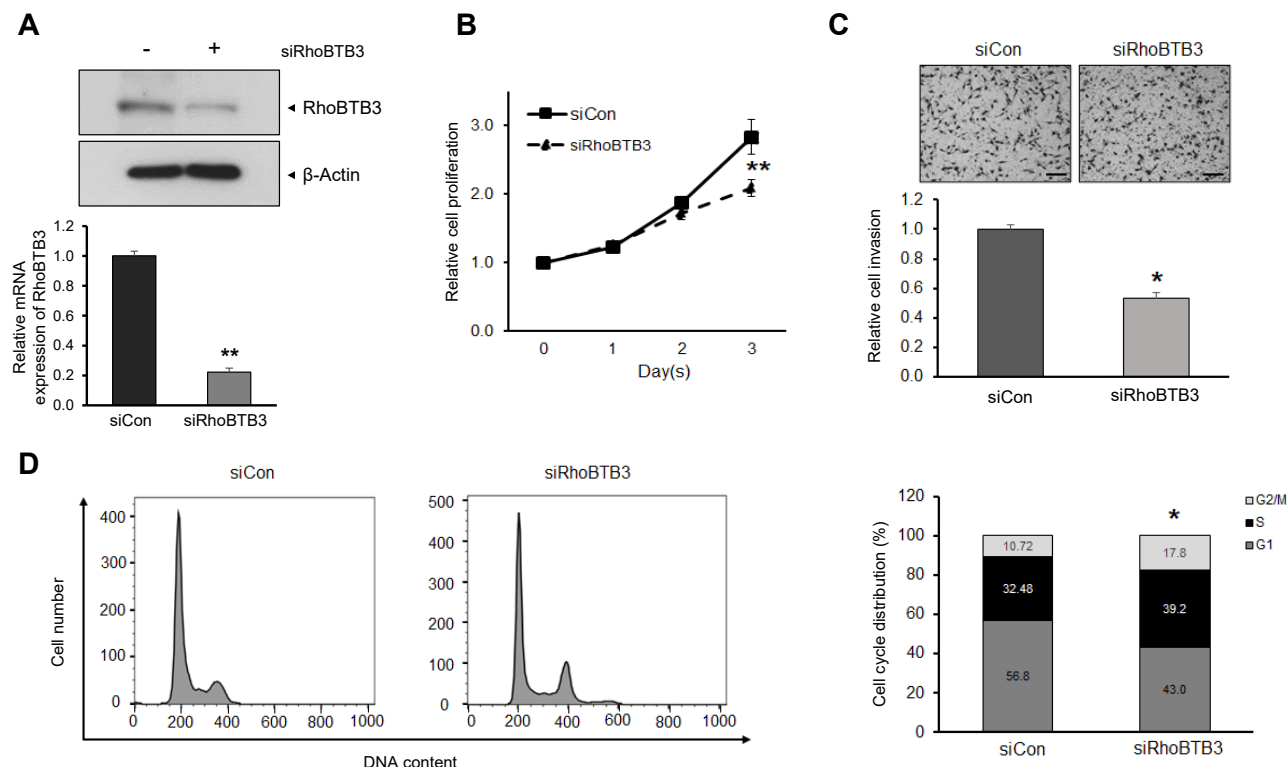 A
- + siRhoBTB3
RhoBTB3
β-Actin
Relative mRNA
expression of RhoBTB3
1.2
1.0
0.8
0.6
0.4
0.2
0.0
**
siCon siRhoBTB3
B
Relative cell proliferation
siCon
siRhoBTB3
3.0
2.0
1.0
0.0
**
0 1 2 3
Day(s)
C
siCon siRhoBTB3
Relative cell invasion
1.2
1.0
0.8
0.6
0.4
0.2
0.0
*
siCon siRhoBTB3
D
siCon
Cell number
400
300
200
100
0
0 200 400 600 800 1000
siRhoBTB3
500
400
300
200
100
0
0 200 400 600 800 1000
DNA content
Cell cycle distribution (%)
120
100
80
60
40
20
0
*
10.72 17.8
32.48 39.2
56.8 43.0
siCon siRhoBTB3
G2/M
S
G1